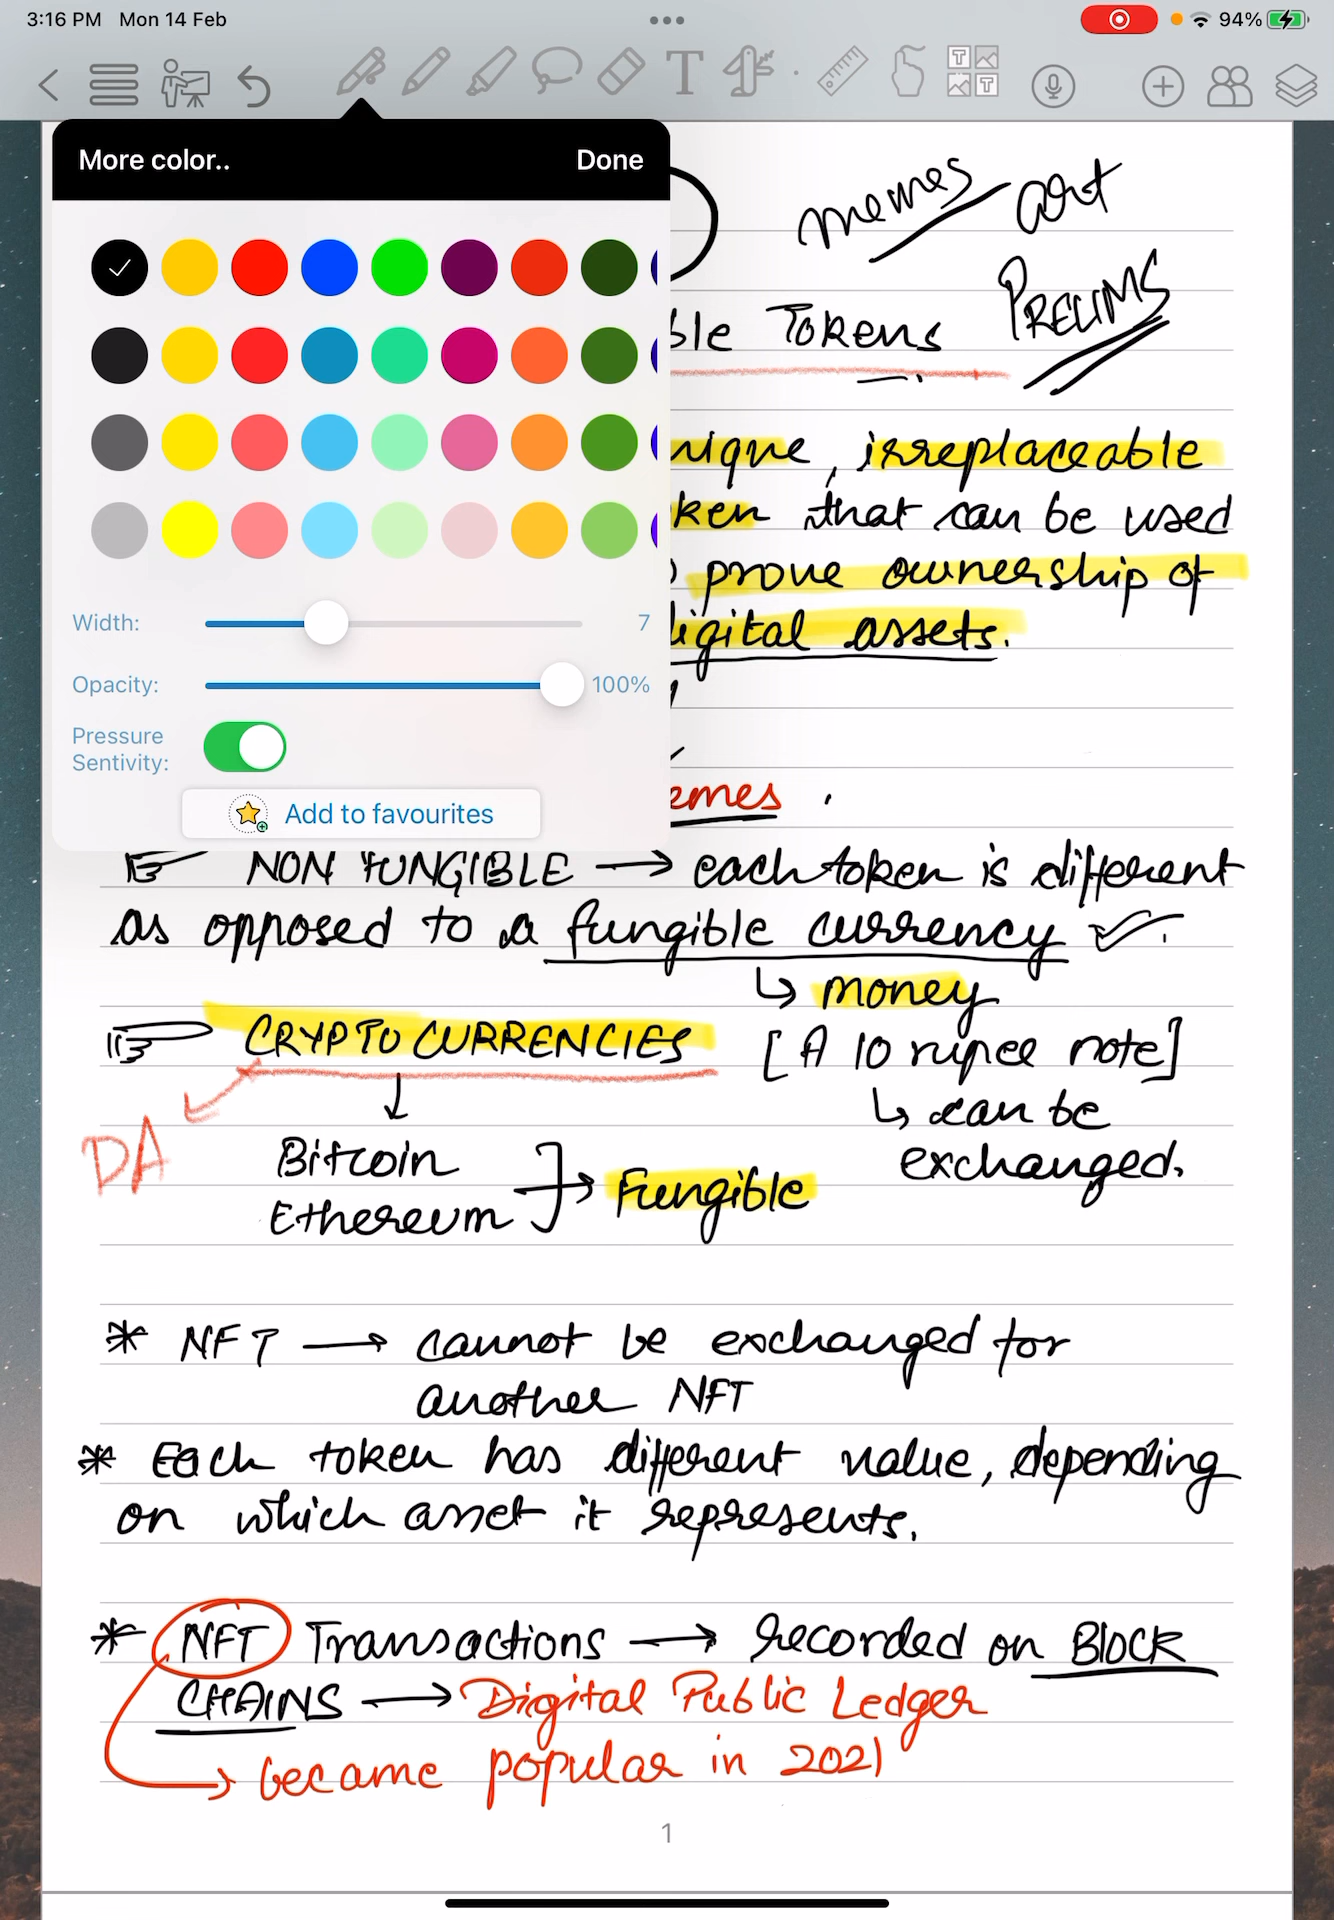 3:16 PM Mon 14 Feb
94%
More color..
Done
memes art
PRELIMS
ble Tokens
nique, irreplaceable
ken that can be used
prove ownership of
digital assets.
emes
Width: 7
Opacity: 100%
Pressure
Sentivity:
Add to favourites
NON FUNGIBLE → each token is different
as opposed to a fungible currency
↳ money
CRYPTO CURRENCIES
[A 10 rupee note]
↳ can be
exchanged.
DA
Bitcoin
Ethereum
→ Fungible
* NFT → cannot be exchanged for
another NFT
* Each token has different value, depending
on which asset it represents.
* NFT Transactions → recorded on BLOCK
CHAINS → Digital Public Ledger
→ became popular in 2021
1